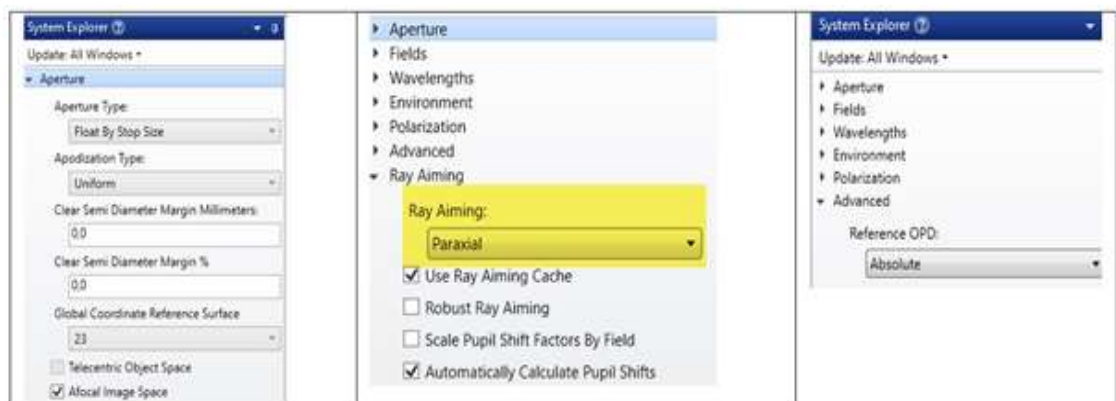 System Explorer ?
Update: All Windows
Aperture
Aperture Type:
Float By Stop Size
Apodization Type:
Uniform
Clear Semi Diameter Margin Millimeters:
0,0
Clear Semi Diameter Margin %
0,0
Global Coordinate Reference Surface
23
Telecentric Object Space
Afocal Image Space
Aperture
Fields
Wavelengths
Environment
Polarization
Advanced
Ray Aiming
Ray Aiming:
Paraxial
Use Ray Aiming Cache
Robust Ray Aiming
Scale Pupil Shift Factors By Field
Automatically Calculate Pupil Shifts
System Explorer ?
Update: All Windows
Aperture
Fields
Wavelengths
Environment
Polarization
Advanced
Reference OPD:
Absolute